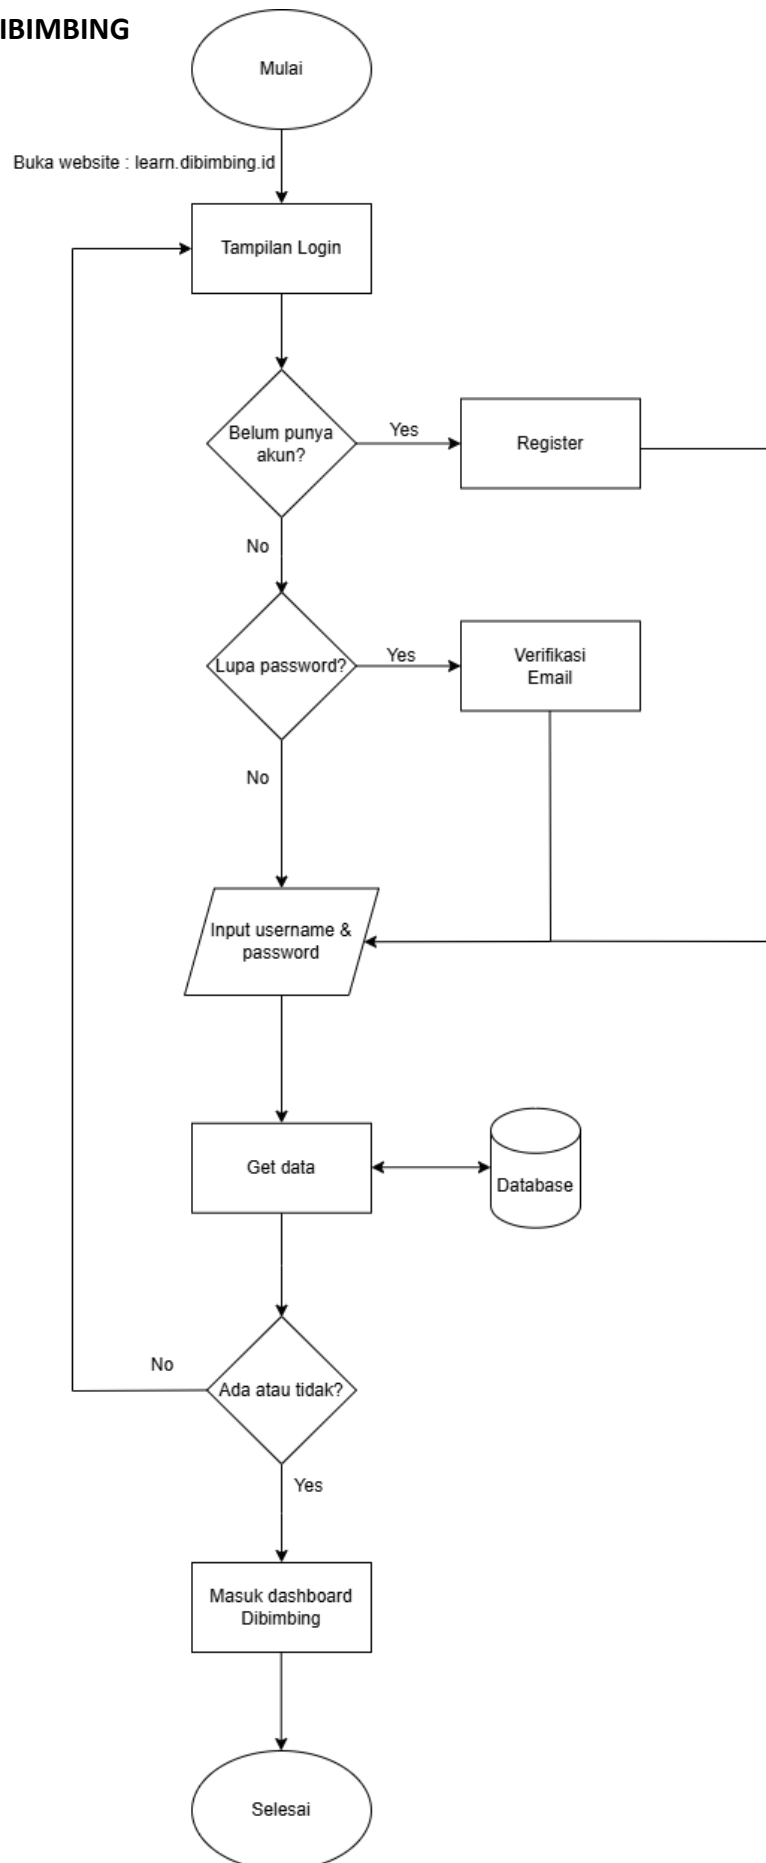 IBIMBING
Mulai
Buka website : learn.dibimbing.id
Tampilan Login
Belum punya
akun?
Yes
Register
No
Lupa password?
Yes
Verifikasi
Email
No
Input username &
password
Get data
Database
Ada atau tidak?
No
Yes
Masuk dashboard
Dibimbing
Selesai